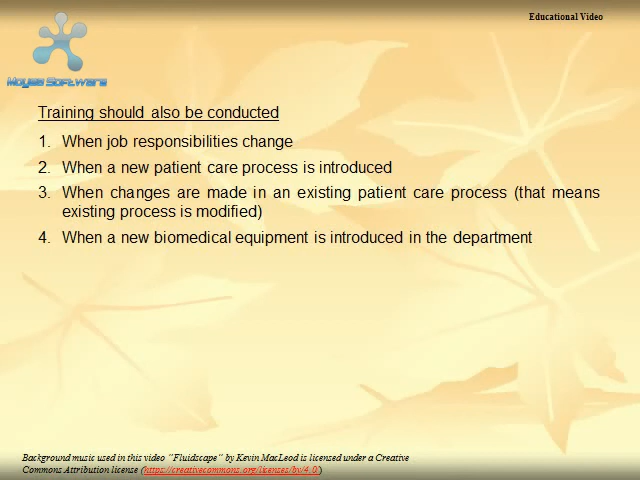 Educational Video
Moyea Software
Training should also be conducted
1. When job responsibilities change
2. When a new patient care process is introduced
3. When changes are made in an existing patient care process (that means
existing process is modified)
4. When a new biomedical equipment is introduced in the department
Background music used in this video "Fluidscape" by Kevin MacLeod is licensed under a Creative
Commons Attribution license (https://creativecommons.org/licenses/by/4.0/)